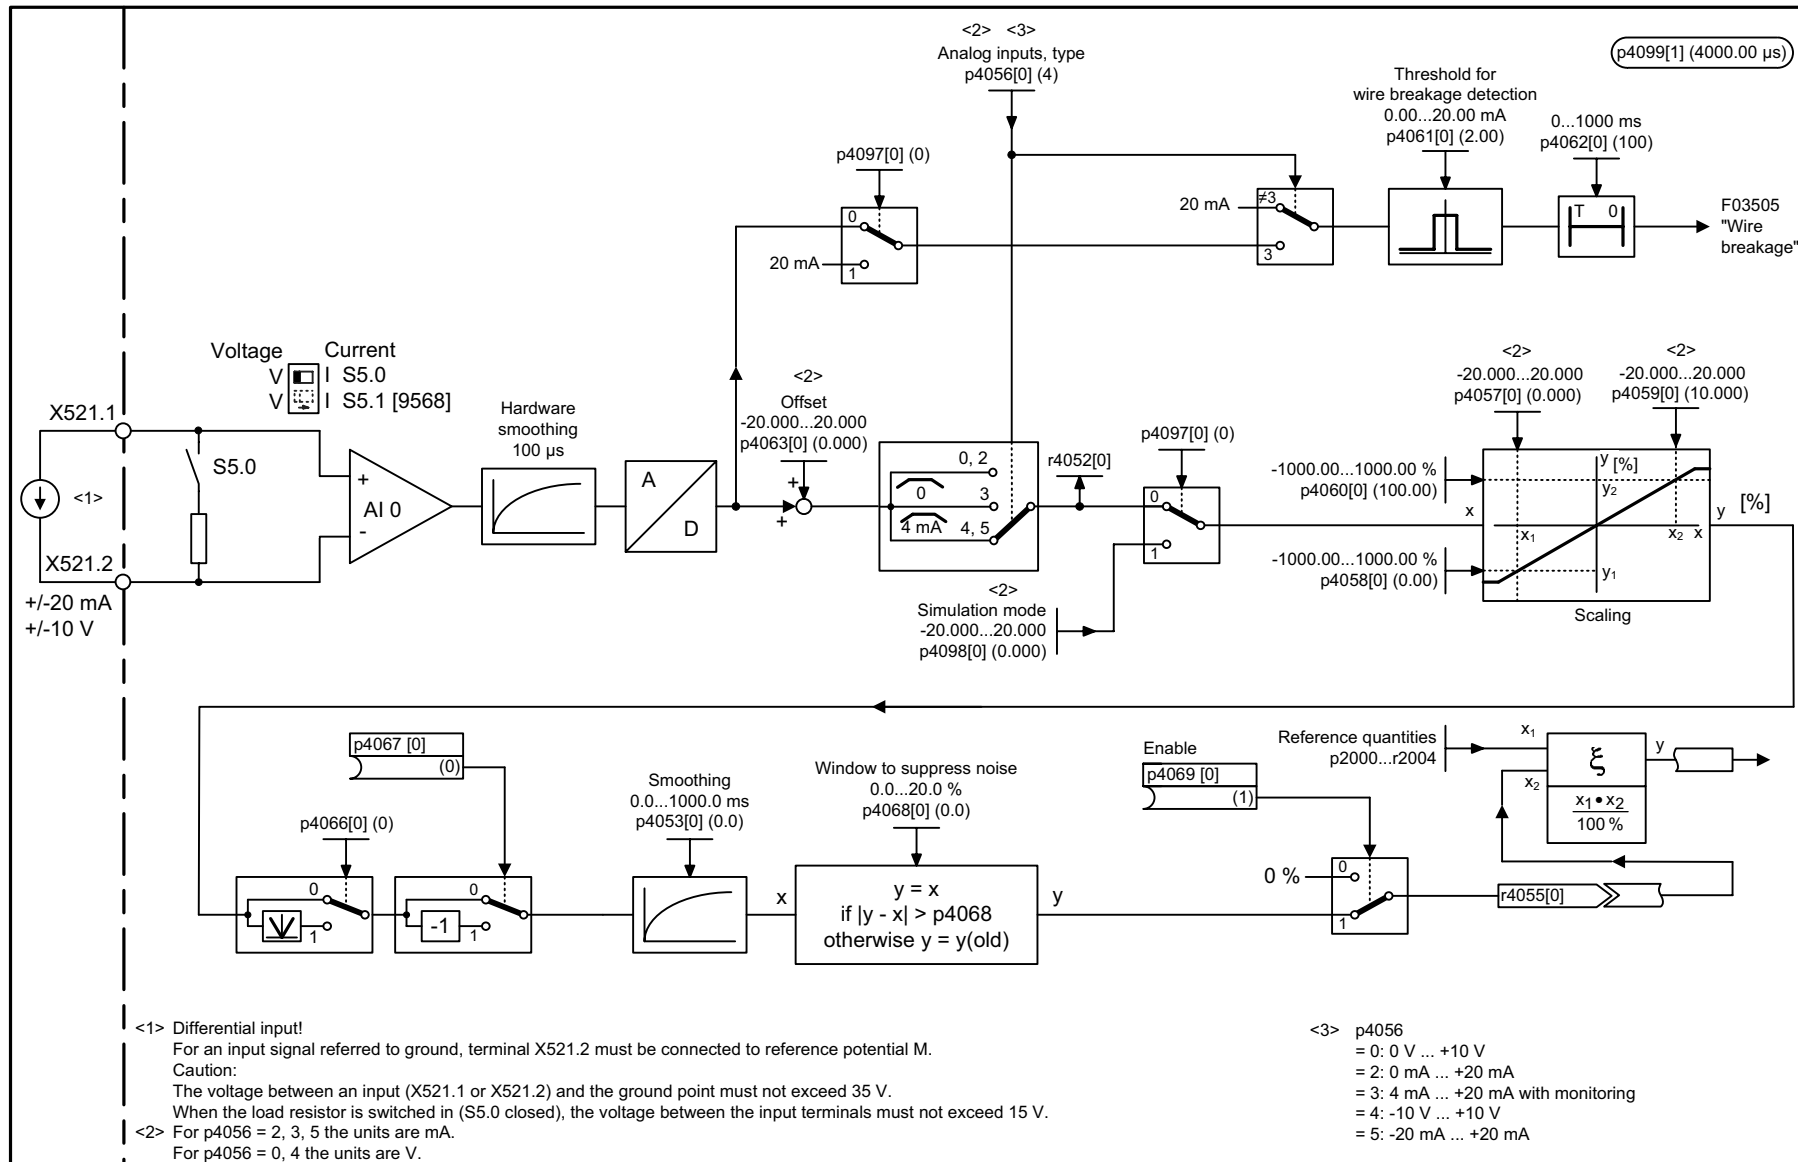 <2> <3>
Analog inputs, type
p4056[0] (4)
p4099[1] (4000.00 µs)
Threshold for
wire breakage detection
0.00...20.00 mA
p4061[0] (2.00)
0...1000 ms
p4062[0] (100)
p4097[0] (0)
0
20 mA
1
20 mA
≠3
3
T 0
F03505
"Wire
breakage"
Voltage Current
V I S5.0
V I S5.1 [9568]
X521.1
<1>
S5.0
X521.2
+/-20 mA
+/-10 V
+
AI 0
-
Hardware
smoothing
100 µs
A
D
<2>
Offset
-20.000...20.000
p4063[0] (0.000)
+
+
0, 2
0
3
4 mA
4, 5
r4052[0]
p4097[0] (0)
0
1
<2>
Simulation mode
-20.000...20.000
p4098[0] (0.000)
<2>
-20.000...20.000
p4057[0] (0.000)
<2>
-20.000...20.000
p4059[0] (10.000)
-1000.00...1000.00 %
p4060[0] (100.00)
x
-1000.00...1000.00 %
p4058[0] (0.00)
y [%]
y2
x1
x2 x
y1
y [%]
Scaling
p4067 [0]
(0)
p4066[0] (0)
0
1
0
-1
1
Smoothing
0.0...1000.0 ms
p4053[0] (0.0)
Window to suppress noise
0.0...20.0 %
p4068[0] (0.0)
x
y = x
if |y - x| > p4068
otherwise y = y(old)
y
Enable
p4069 [0]
(1)
0 %
0
1
Reference quantities
p2000...r2004
x1
x2
ξ
x1 • x2
100 %
y
r4055[0]
<1> Differential input!
For an input signal referred to ground, terminal X521.2 must be connected to reference potential M.
Caution:
The voltage between an input (X521.1 or X521.2) and the ground point must not exceed 35 V.
When the load resistor is switched in (S5.0 closed), the voltage between the input terminals must not exceed 15 V.
<2> For p4056 = 2, 3, 5 the units are mA.
For p4056 = 0, 4 the units are V.
<3> p4056
= 0: 0 V ... +10 V
= 2: 0 mA ... +20 mA
= 3: 4 mA ... +20 mA with monitoring
= 4: -10 V ... +10 V
= 5: -20 mA ... +20 mA